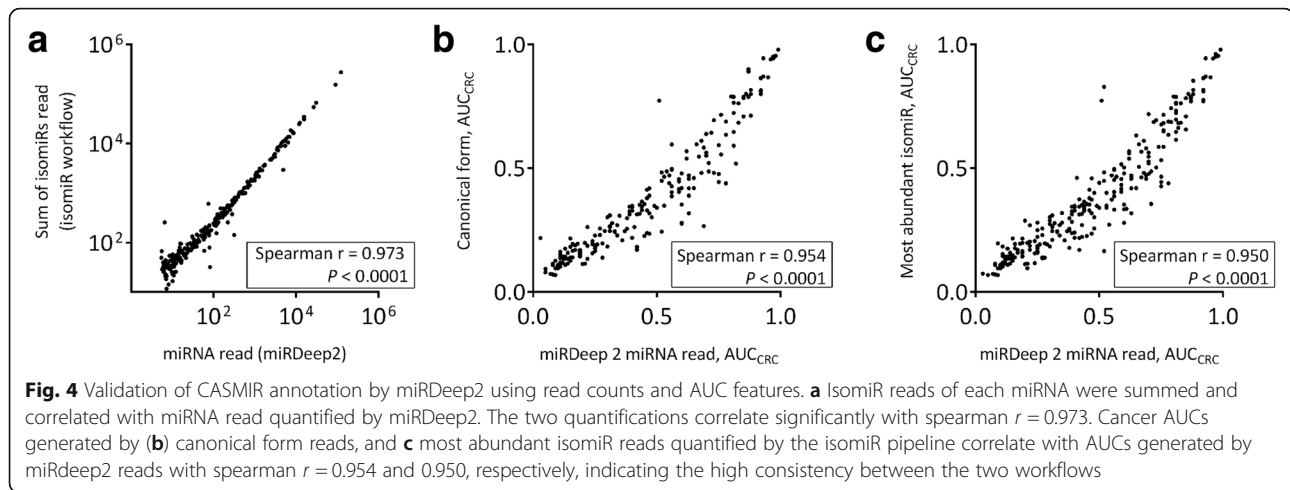 a
10^6
10^4
10^2
Sum of isomiRs read
(isomiR workflow)
Spearman r = 0.973
P < 0.0001
10^2 10^4 10^6
miRNA read (miRDeep2)
b
1.0
0.5
0.0
Canonical form, AUC_CRC
Spearman r = 0.954
P < 0.0001
0.0 0.5 1.0
miRDeep 2 miRNA read, AUC_CRC
c
1.0
0.5
0.0
Most abundant isomiR, AUC_CRC
Spearman r = 0.950
P < 0.0001
0.0 0.5 1.0
miRDeep 2 miRNA read, AUC_CRC
Fig. 4 Validation of CASMIR annotation by miRDeep2 using read counts and AUC features. a IsomiR reads of each miRNA were summed and
correlated with miRNA read quantified by miRDeep2. The two quantifications correlate significantly with spearman r = 0.973. Cancer AUCs
generated by (b) canonical form reads, and c most abundant isomiR reads quantified by the isomiR pipeline correlate with AUCs generated by
miRdeep2 reads with spearman r = 0.954 and 0.950, respectively, indicating the high consistency between the two workflows